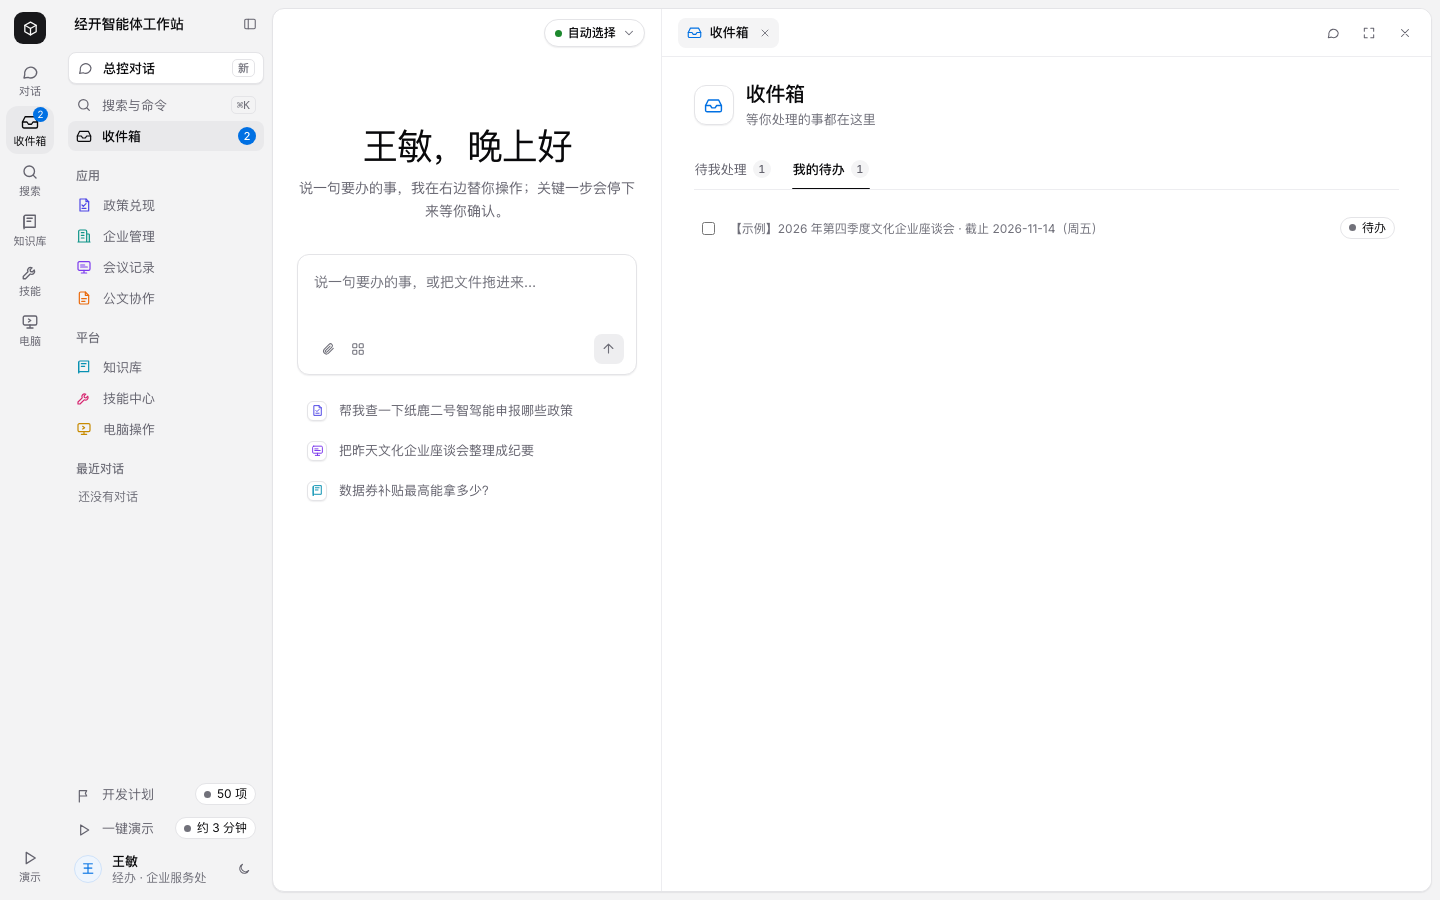 对话
2
收件箱
搜索
知识库
技能
电脑
演示
经开智能体工作站
总控对话 新
搜索与命令 ⌘K
收件箱 2
应用
政策兑现
企业管理
会议记录
公文协作
平台
知识库
技能中心
电脑操作
最近对话
还没有对话
开发计划 50 项
一键演示 约 3 分钟
王 王敏
经办 · 企业服务处
自动选择
王敏，晚上好
说一句要办的事，我在右边替你操作；关键一步会停下
来等你确认。
说一句要办的事，或把文件拖进来...
帮我查一下纸鹿二号智驾能申报哪些政策
把昨天文化企业座谈会整理成纪要
数据券补贴最高能拿多少？
收件箱
收件箱
等你处理的事都在这里
待我处理 1 我的待办 1
【示例】2026 年第四季度文化企业座谈会 · 截止 2026-11-14（周五） 待办